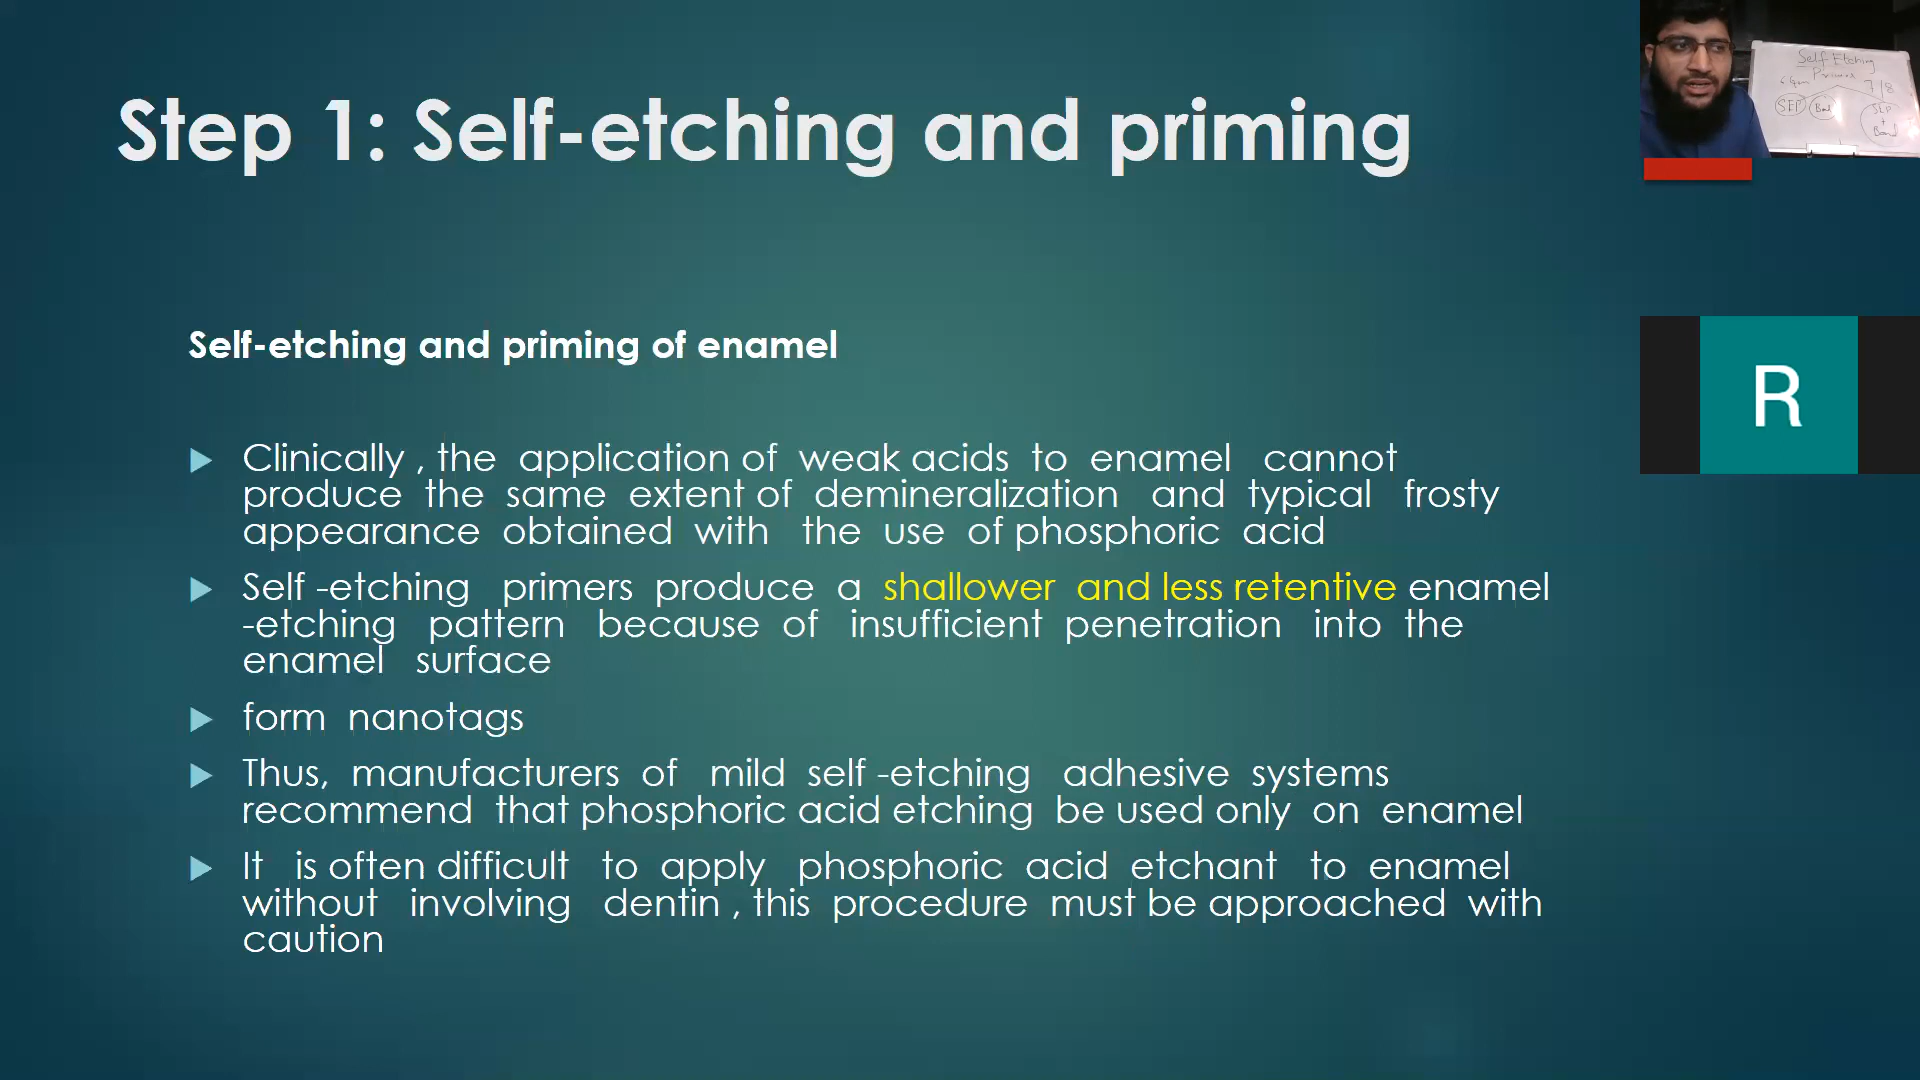 Step 1: Self-etching and priming
Self-etching and priming of enamel
Clinically , the application of weak acids to enamel cannot
produce the same extent of demineralization and typical frosty
appearance obtained with the use of phosphoric acid
Self -etching primers produce a shallower and less retentive enamel
-etching pattern because of insufficient penetration into the
enamel surface
form nanotags
Thus, manufacturers of mild self -etching adhesive systems
recommend that phosphoric acid etching be used only on enamel
It is often difficult to apply phosphoric acid etchant to enamel
without involving dentin , this procedure must be approached with
caution
Self Etching
7/8
SEP
SEP
+
Bond
R